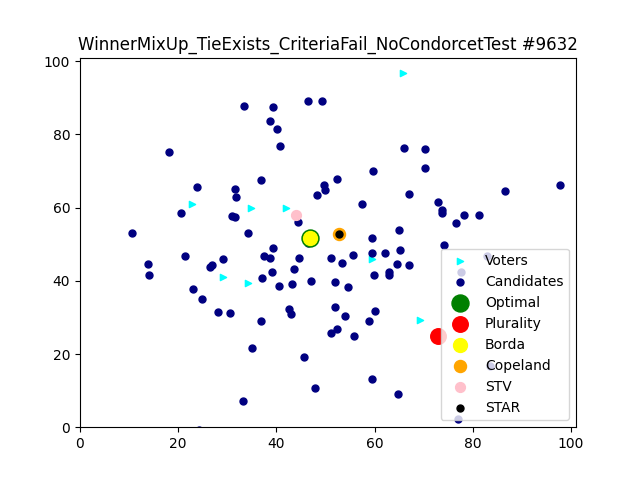 WinnerMixUp_TieExists_CriteriaFail_NoCondorcetTest #9632
100
80
60
40
20
0
0
20
40
60
80
100
Voters
Candidates
Optimal
Plurality
Borda
Copeland
STV
STAR